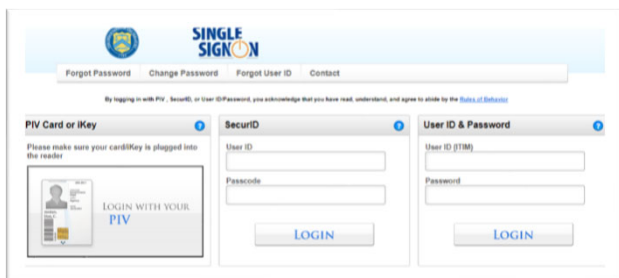 SINGLE
SIGN ON
Forgot Password Change Password Forgot User ID Contact
By logging in with PIV , SecurID, or User ID/Password, you acknowledge that you have read, understand, and agree to abide by the Rules of Behavior
PIV Card or iKey
Please make sure your card/iKey is plugged into
the reader
LOGIN WITH YOUR
PIV
SecurID
User ID
Passcode
LOGIN
User ID & Password
User ID (ITIM)
Password
LOGIN